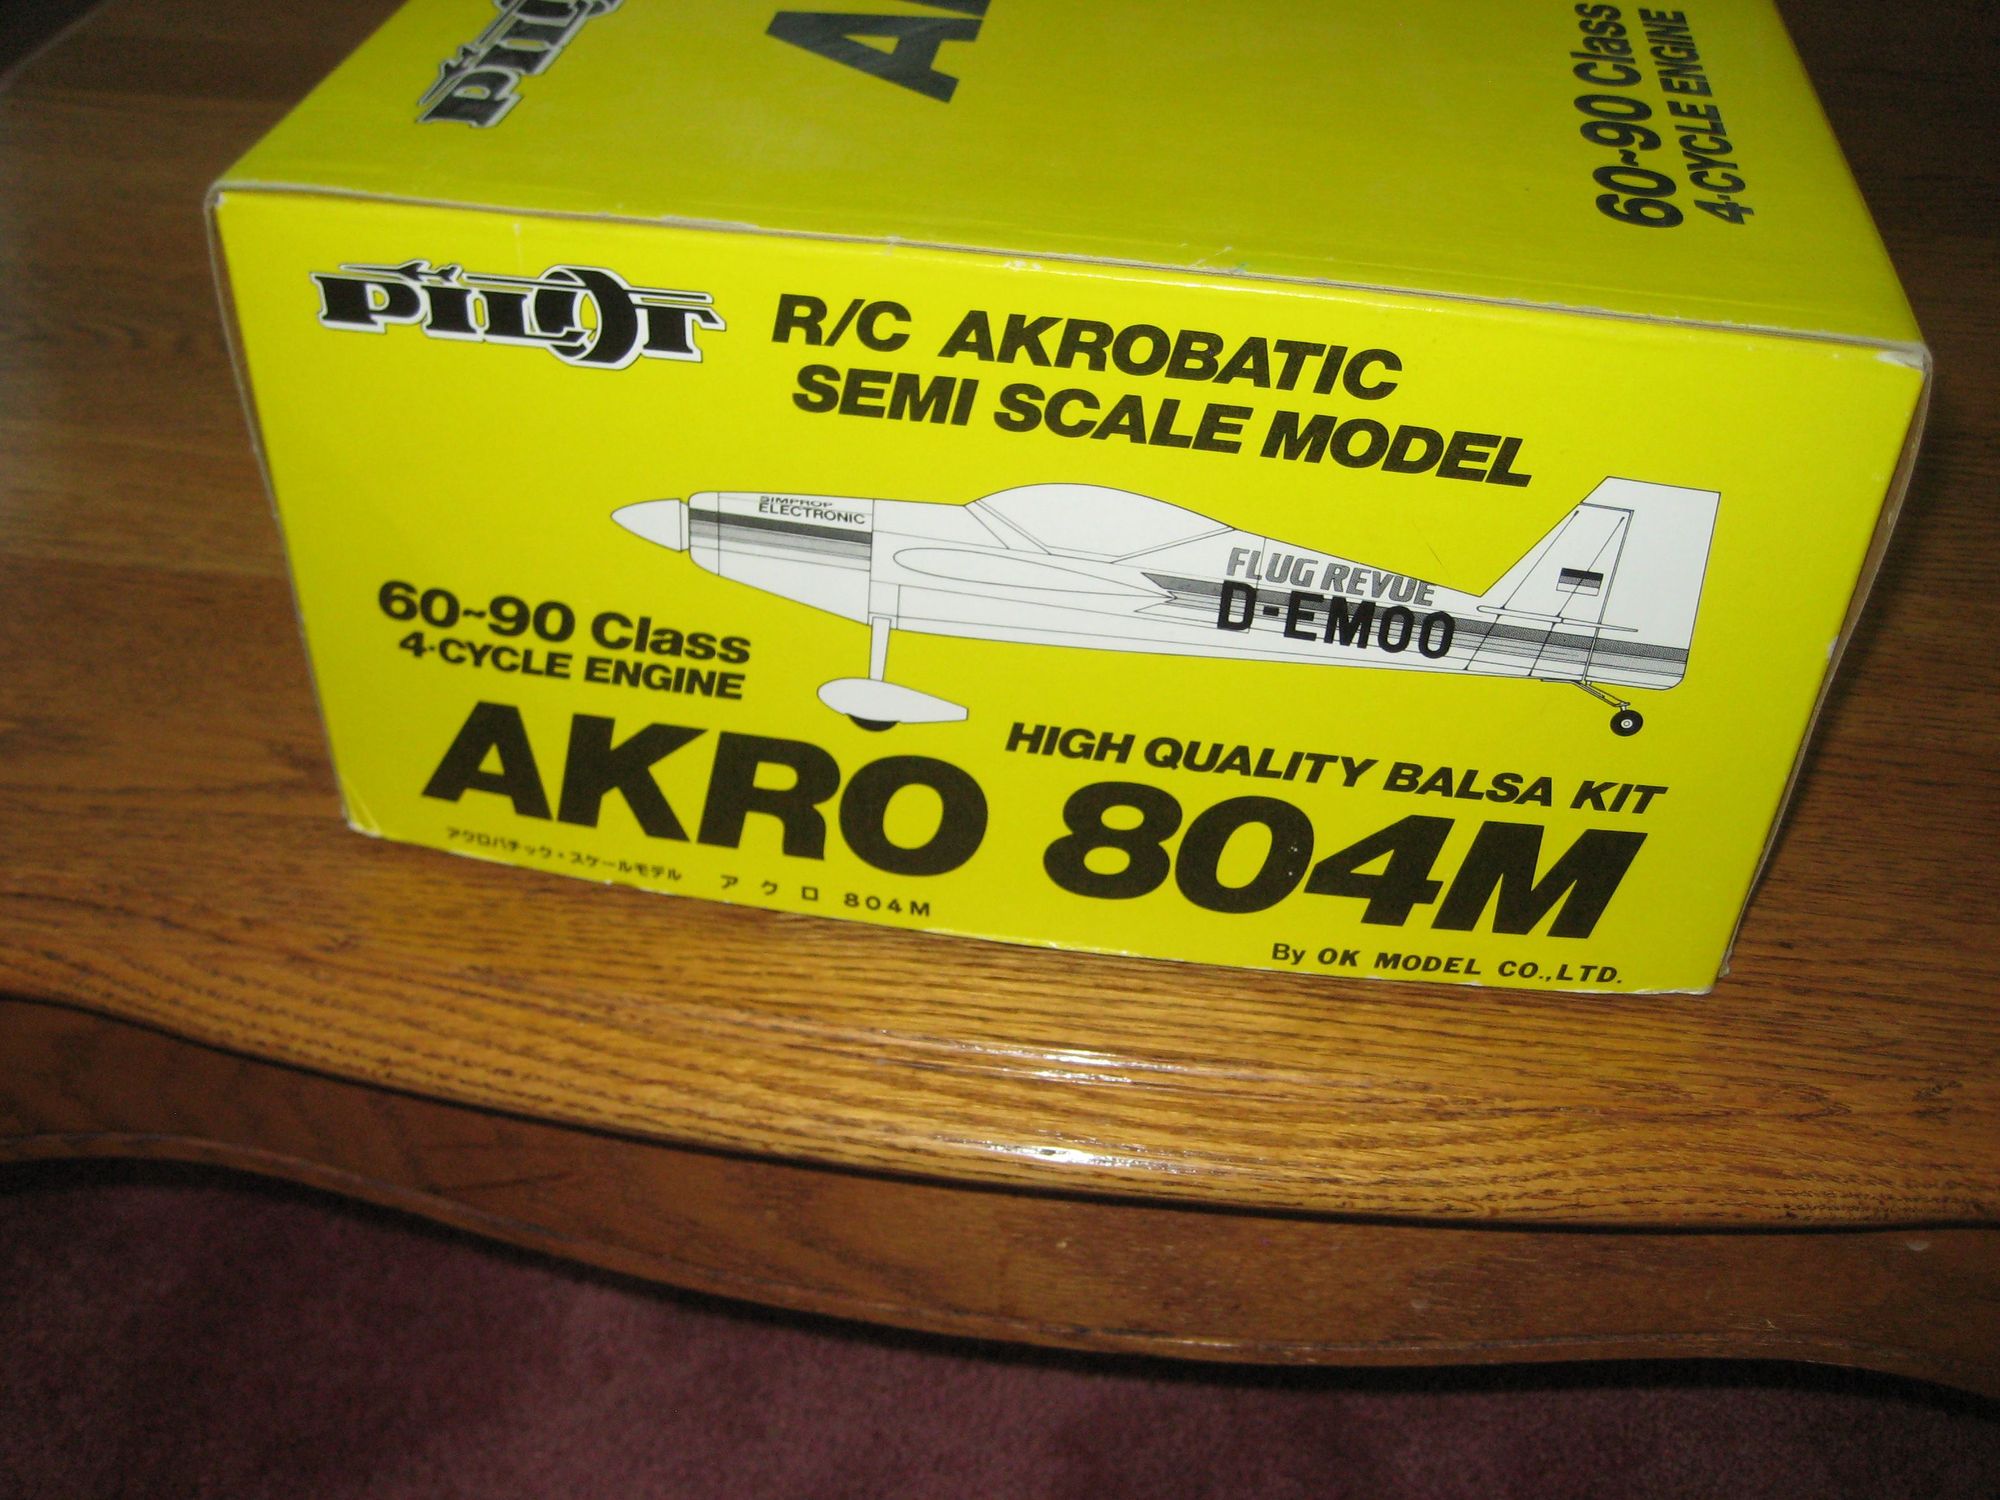 PILOT
60~90 Class
4·CYCLE ENGINE
PILOT
R/C AKROBATIC
SEMI SCALE MODEL
SIMPROP
ELECTRONIC
FLUG REVUE
D-EMOO
60~90 Class
4·CYCLE ENGINE
HIGH QUALITY BALSA KIT
AKRO 804M
アクロバチック・スケールモデル アクロ 804M
By OK MODEL CO.,LTD.